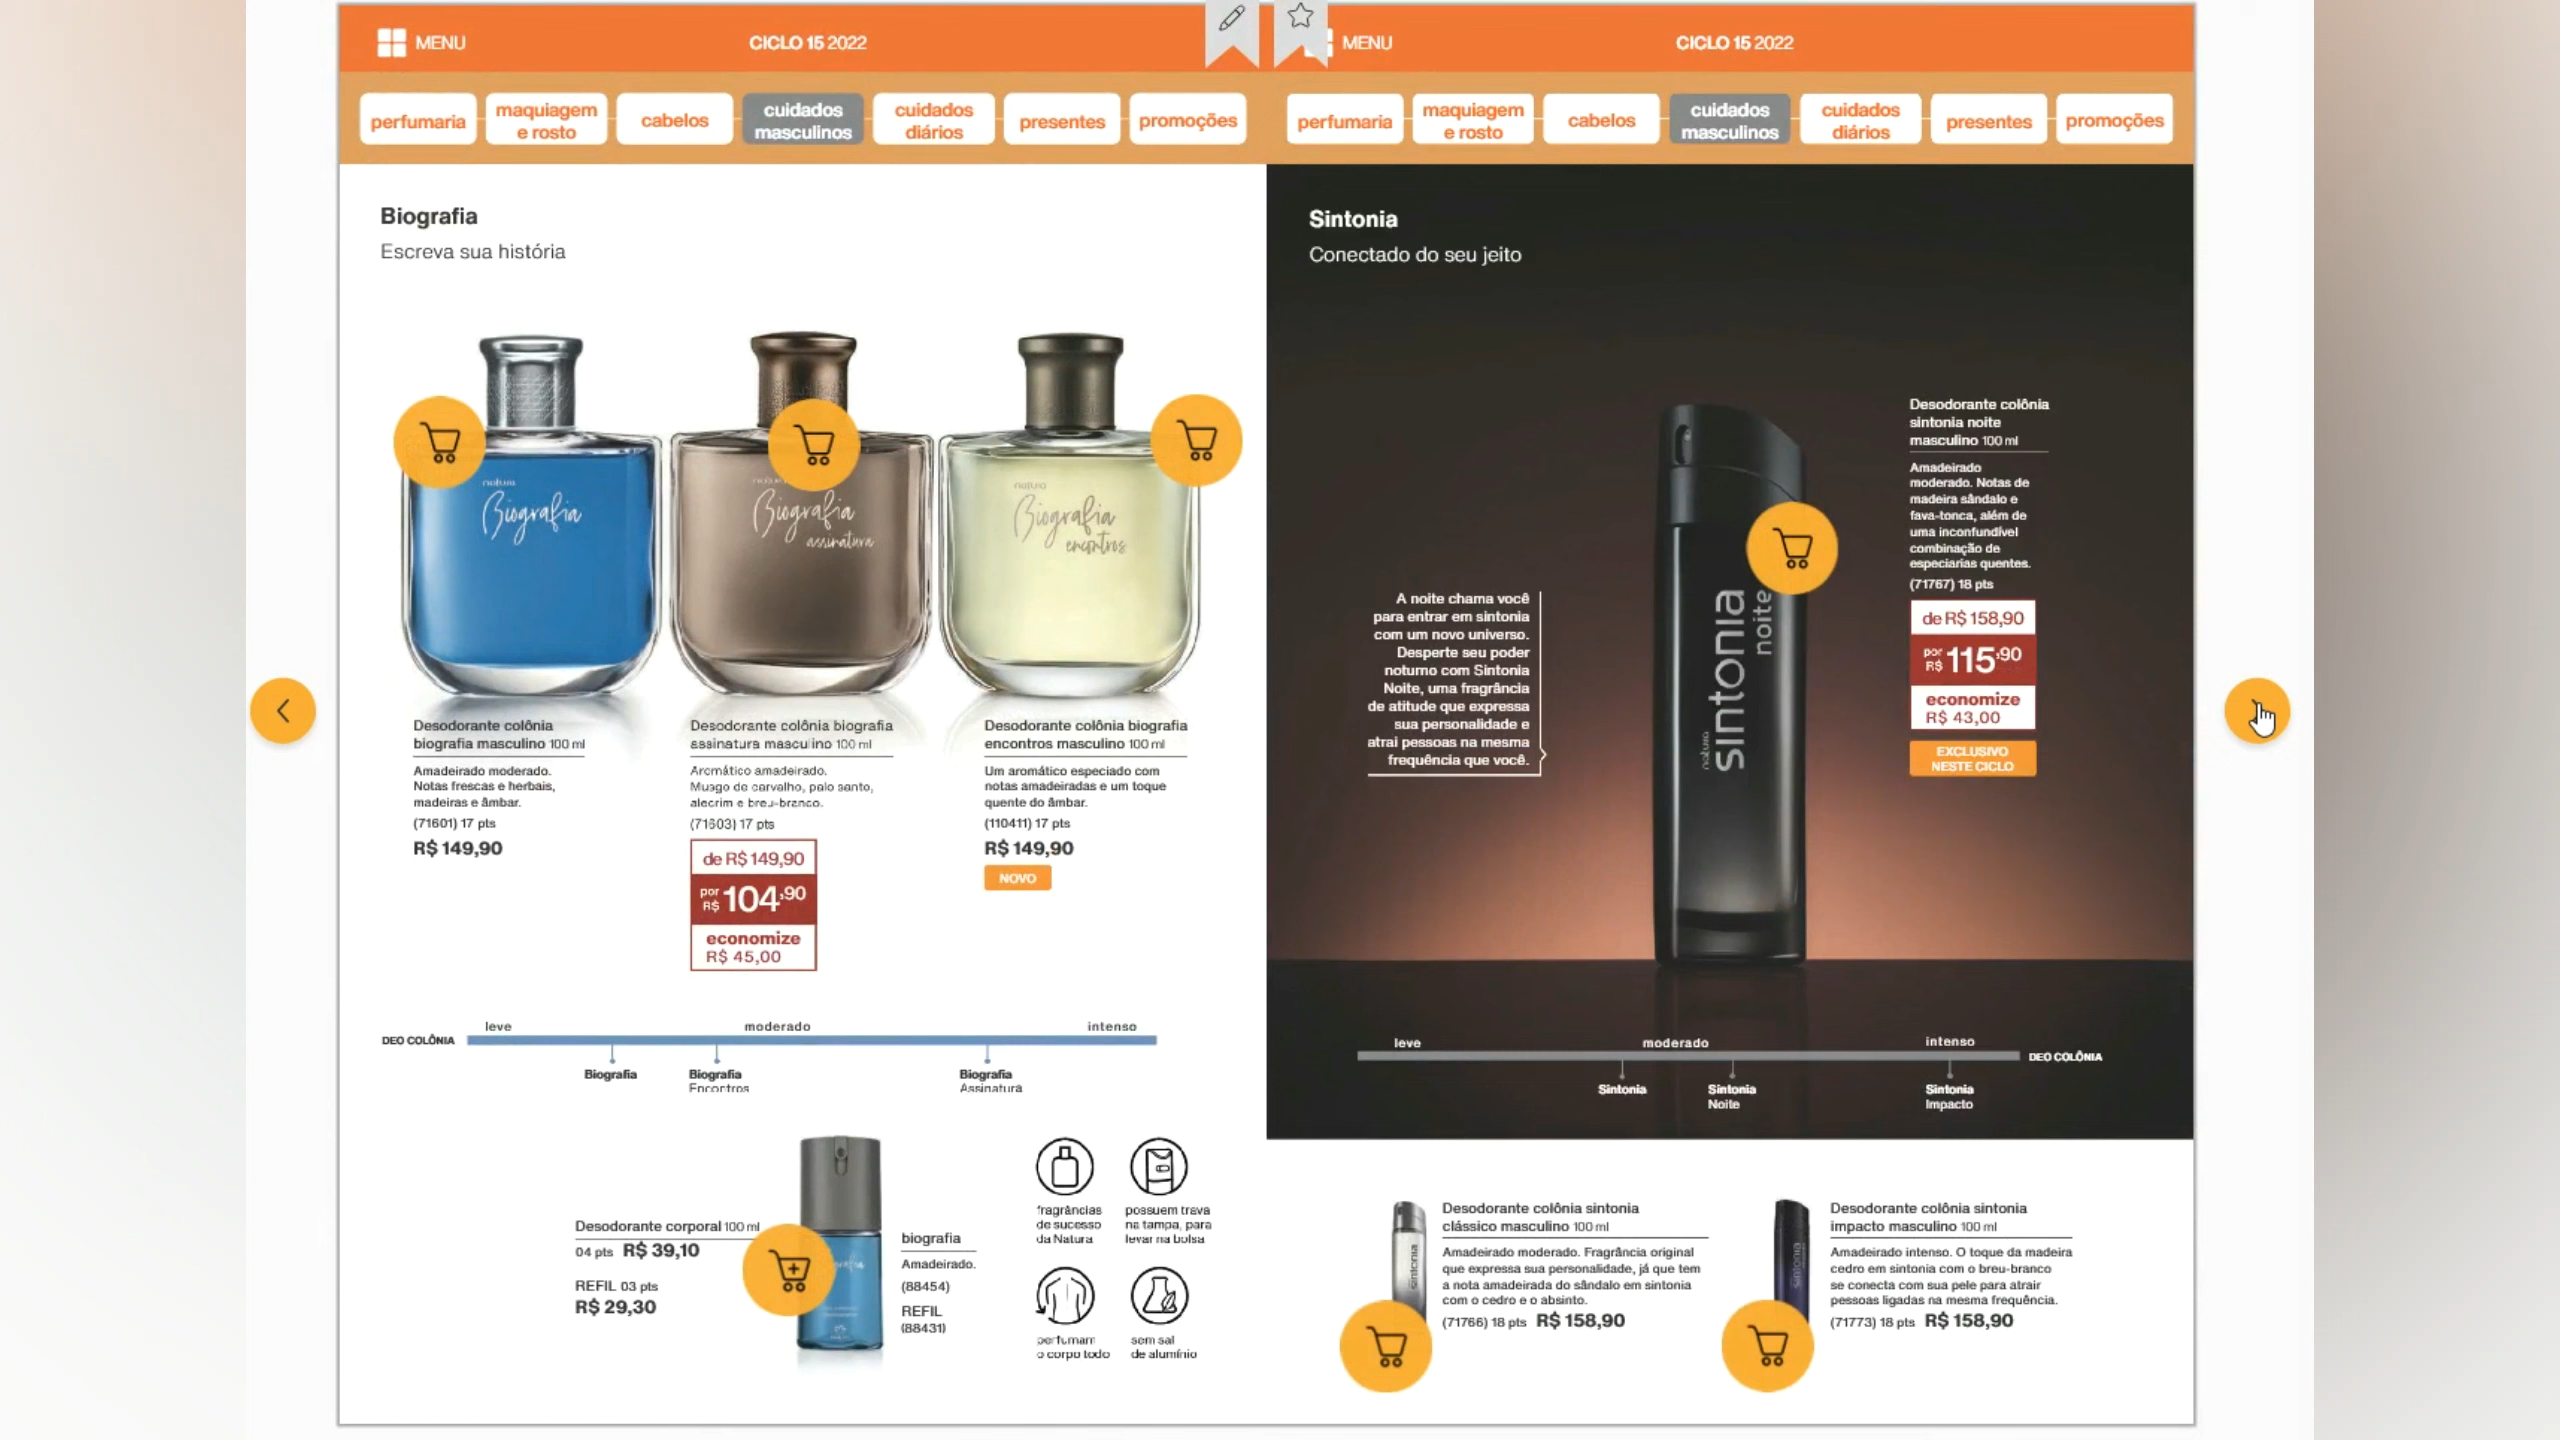 MENU
CICLO 15 2022
perfumaria
maquiagem
e rosto
cabelos
cuidados
masculinos
cuidados
diários
presentes
promoções
Biografia
Escreva sua história
natura
Biografia
Biografia
assinatura
natura
Biografia
encontros
Desodorante colônia
biografia masculino 100 ml
Amadeirado moderado.
Notas frescas e herbais,
madeiras e âmbar.
(71601) 17 pts
R$ 149,90
Desodorante colônia biografia
assinatura masculino 100 ml
Aromático amadeirado.
Musgo de carvalho, palo santo,
alecrim e breu-branco.
(71603) 17 pts
de R$ 149,90
por
R$ 104,90
economize
R$ 45,00
Desodorante colônia biografia
encontros masculino 100 ml
Um aromático especiado com
notas amadeiradas e um toque
quente do âmbar.
(110411) 17 pts
R$ 149,90
NOVO
leve moderado intenso
DEO COLÔNIA
Biografia
Biografia
Encontros
Biografia
Assinatura
Desodorante corporal 100 ml
04 pts R$ 39,10
REFIL 03 pts
R$ 29,30
biografia
Amadeirado.
(88454)
REFIL
(88431)
fragrâncias
de sucesso
da Natura
possuem trava
na tampa, para
levar na bolsa
perfumam
o corpo todo
sem sal
de alumínio
MENU
CICLO 15 2022
perfumaria
maquiagem
e rosto
cabelos
cuidados
masculinos
cuidados
diários
presentes
promoções
Sintonia
Conectado do seu jeito
A noite chama você
para entrar em sintonia
com um novo universo.
Desperte seu poder
noturno com Sintonia
Noite, uma fragrância
de atitude que expressa
sua personalidade e
atrai pessoas na mesma
frequência que você.
natura
sintonia
noite
Desodorante colônia
sintonia noite
masculino 100 ml
Amadeirado
moderado. Notas de
madeira sândalo e
fava-tonca, além de
uma inconfundível
combinação de
especiarias quentes.
(71767) 18 pts
de R$ 158,90
por
R$ 115,90
economize
R$ 43,00
EXCLUSIVO
NESTE CICLO
leve moderado intenso
DEO COLÔNIA
Sintonia
Sintonia
Noite
Sintonia
Impacto
sintonia
Desodorante colônia sintonia
clássico masculino 100 ml
Amadeirado moderado. Fragrância original
que expressa sua personalidade, já que tem
a nota amadeirada do sândalo em sintonia
com o cedro e o absinto.
(71766) 18 pts R$ 158,90
sintonia
Desodorante colônia sintonia
impacto masculino 100 ml
Amadeirado intenso. O toque da madeira
cedro em sintonia com o breu-branco
se conecta com sua pele para atrair
pessoas ligadas na mesma frequência.
(71773) 18 pts R$ 158,90